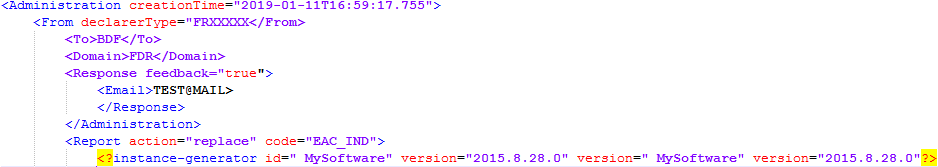 <Administration creationTime="2019-01-11T16:59:17.755">
<From declarerType="FRXXXXX</From>
<To>BDF</To>
<Domain>FDR</Domain>
<Response feedback="true">
<Email>TEST@MAIL>
</Response>
</Administration>
<Report action="replace" code="EAC_IND">
<?instance-generator id=" MySoftware" version="2015.8.28.0" version=" MySoftware" version="2015.8.28.0"?>